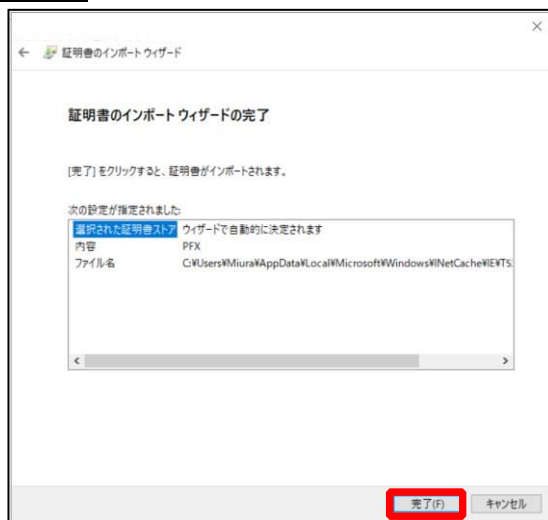 証明書のインポート ウィザード
証明書のインポート ウィザードの完了
[完了] をクリックすると、証明書がインポートされます。
次の設定が指定されました:
選択された証明書ストア ウィザードで自動的に決定されます
内容 PFX
ファイル名 C:¥Users¥Miura¥AppData¥Local¥Microsoft¥Windows¥INetCache¥IE¥T5
完了(F) キャンセル